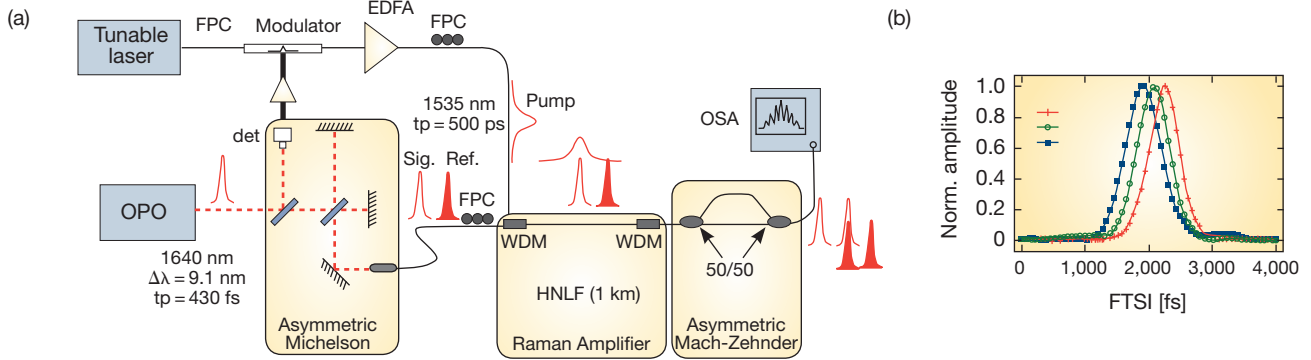 (a)
Tunable
laser
FPC
Modulator
EDFA
FPC
1535 nm
tp = 500 ps
Pump
det
Sig.
Ref.
FPC
OPO
1640 nm
Δλ = 9.1 nm
tp = 430 fs
Asymmetric
Michelson
WDM
WDM
HNLF (1 km)
Raman Amplifier
OSA
50/50
Asymmetric
Mach-Zehnder
(b)
Norm. amplitude
1.0
0.8
0.6
0.4
0.2
0
0
1,000
2,000
3,000
4,000
FTSI [fs]